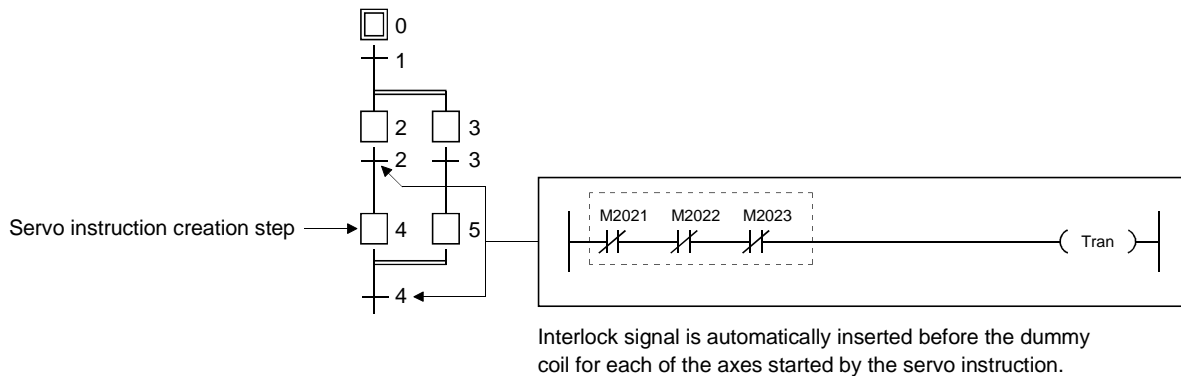 0
1
2 3
2 3
M2021 M2022 M2023
Servo instruction creation step 4 5 Tran
4
Interlock signal is automatically inserted before the dummy
coil for each of the axes started by the servo instruction.